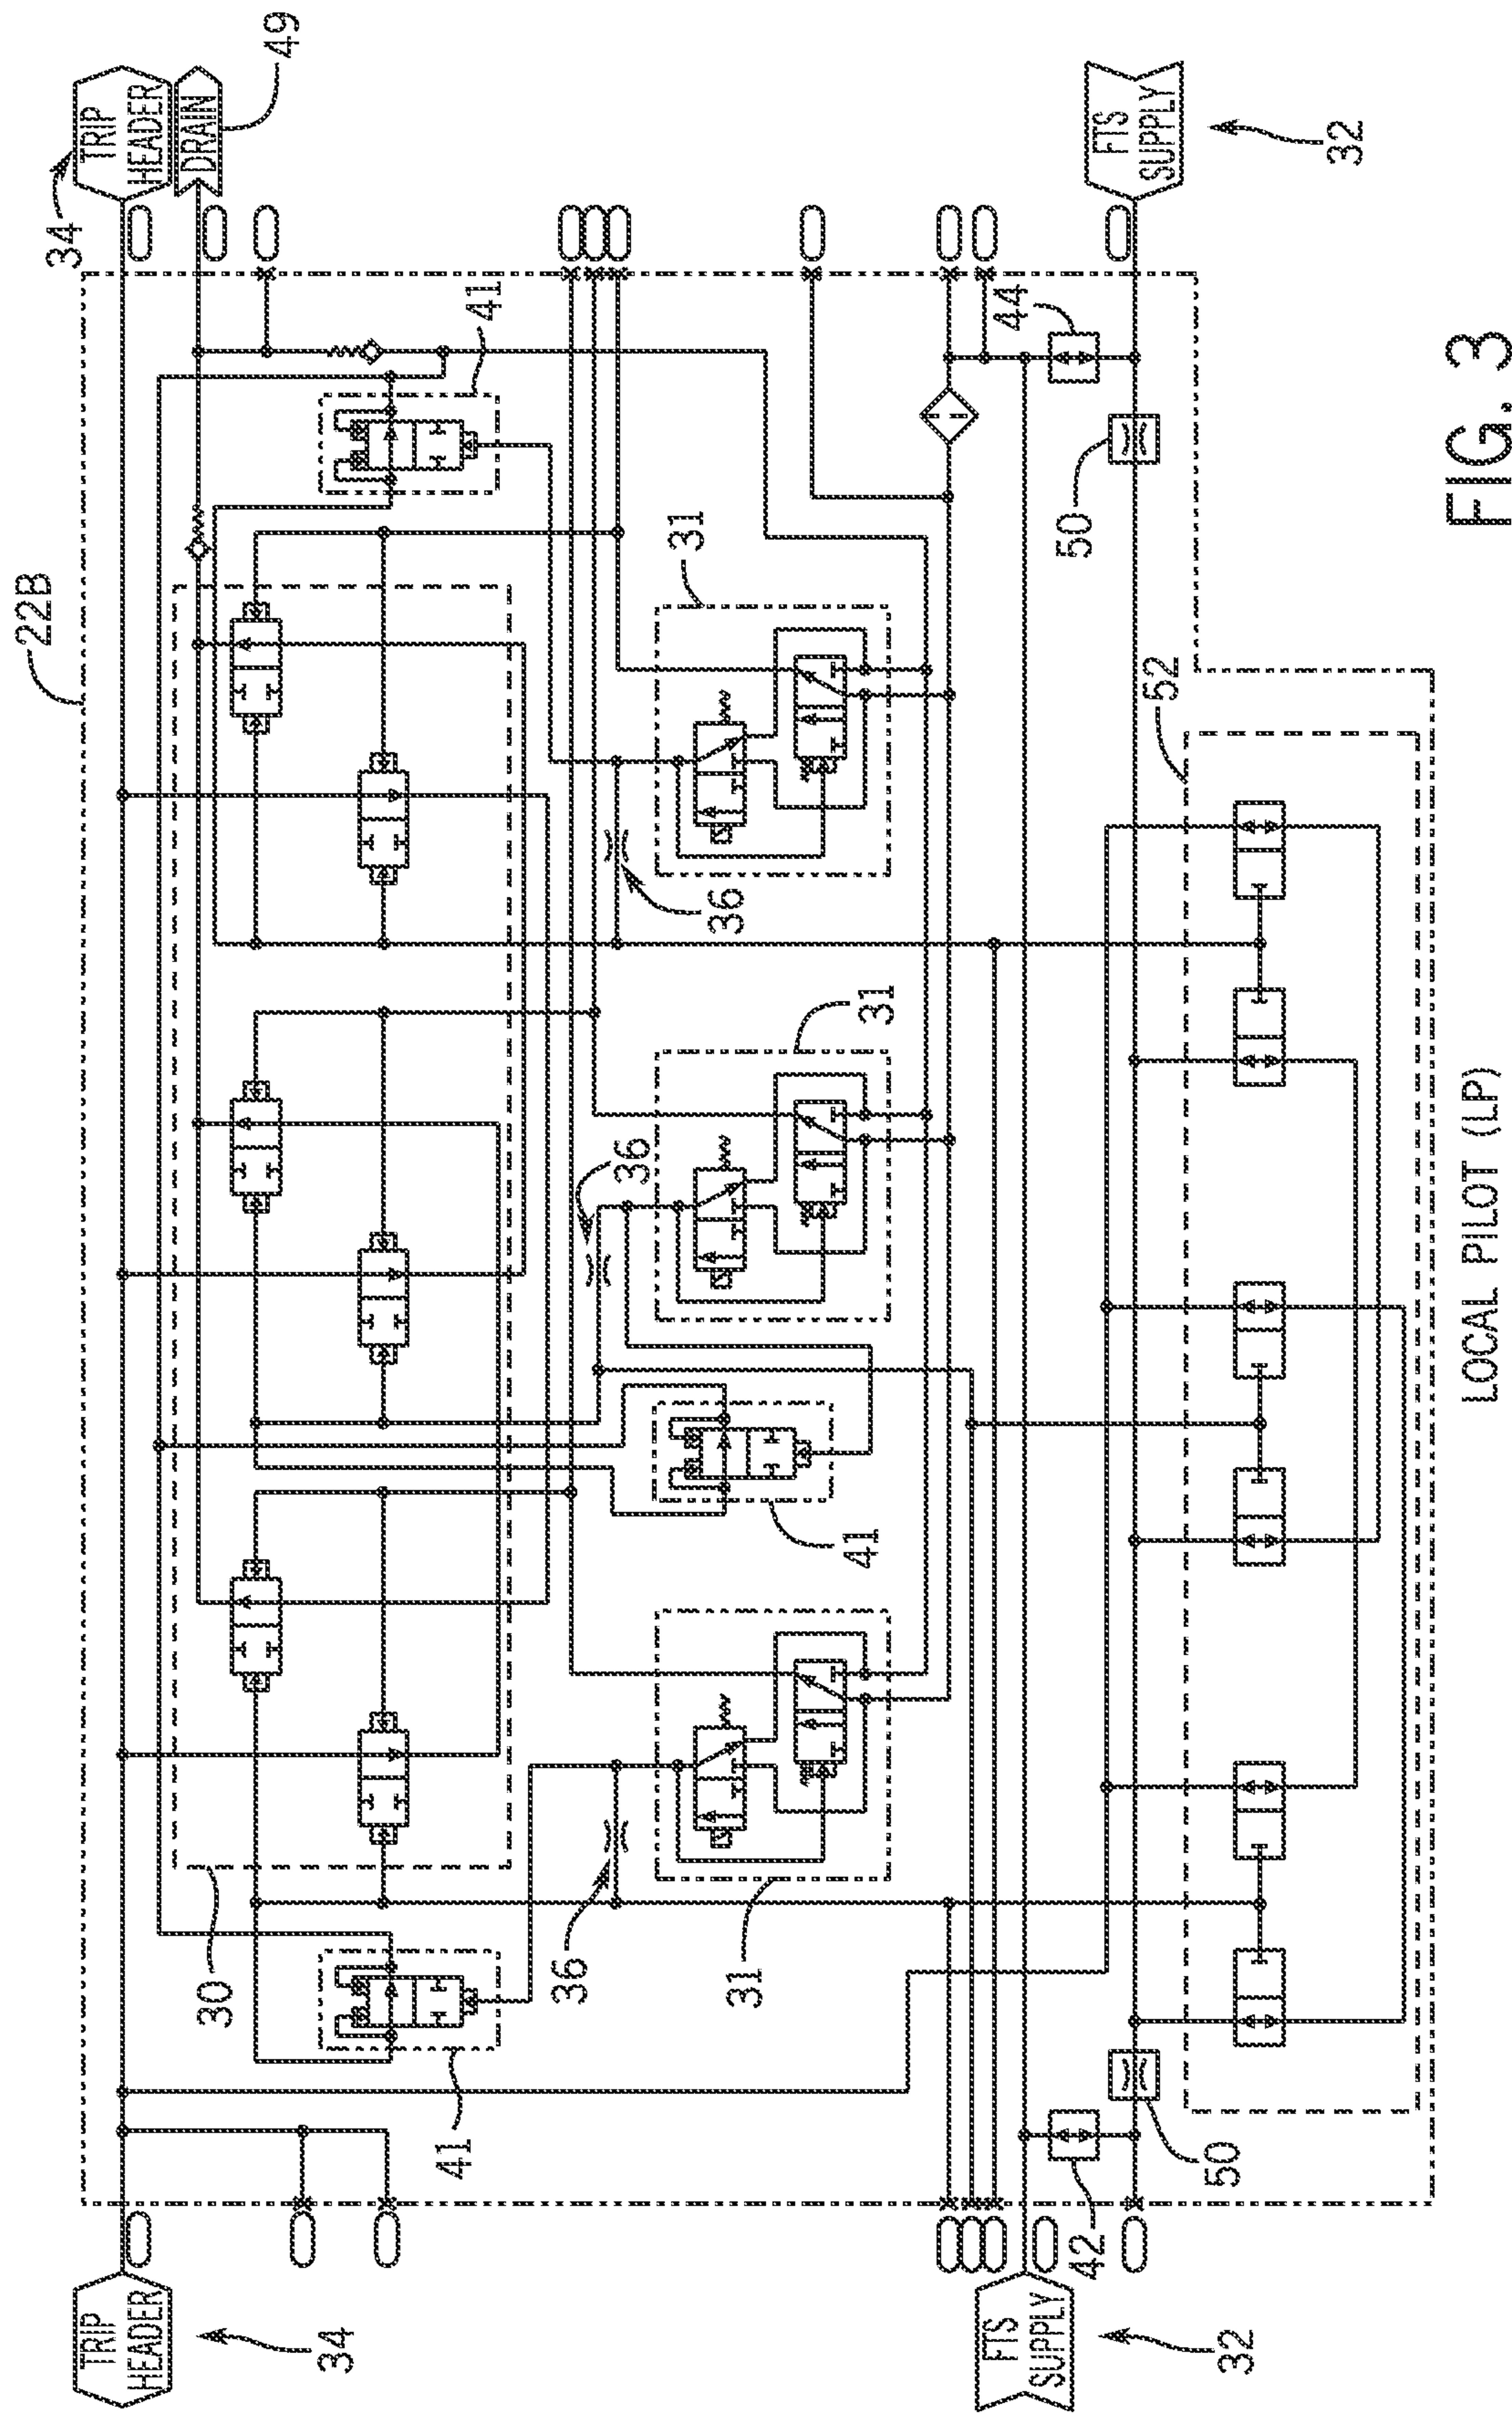 22B
TRIP
HEADER
34
DRAIN
49
41
30
41
36
31
41
36
31
36
31
50
44
FTS
SUPPLY
32
52
TRIP
HEADER
34
FTS
SUPPLY
32
42
50
LOCAL PILOT (LP)
FIG. 3